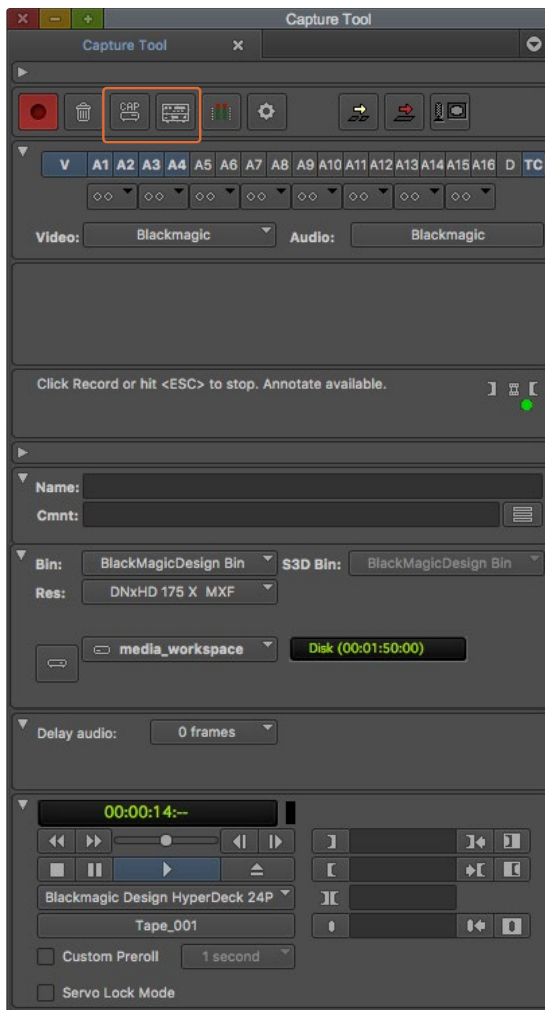 Capture Tool
Capture Tool
CAP
V A1 A2 A3 A4 A5 A6 A7 A8 A9 A10 A11 A12 A13 A14 A15 A16 D TC
Video: Blackmagic Audio: Blackmagic
Click Record or hit <ESC> to stop. Annotate available.
Name:
Cmnt:
Bin: BlackMagicDesign Bin S3D Bin: BlackMagicDesign Bin
Res: DNxHD 175 X MXF
media_workspace Disk (00:01:50:00)
Delay audio: 0 frames
00:00:14:--
Blackmagic Design HyperDeck 24P
Tape_001
Custom Preroll 1 second
Servo Lock Mode